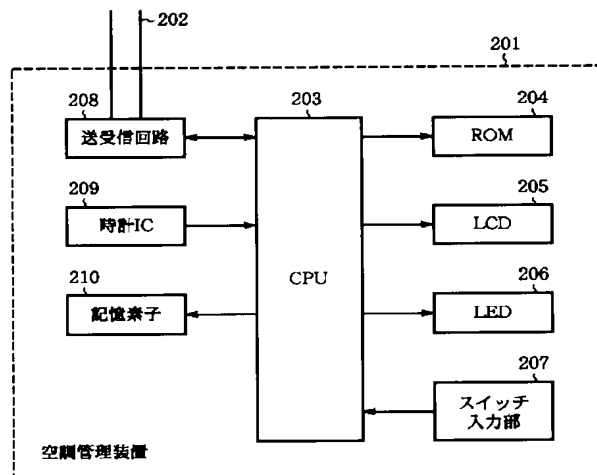 202
201
208
送受信回路
203
CPU
204
ROM
209
時計IC
205
LCD
210
記憶素子
206
LED
207
スイッチ
入力部
空調管理装置